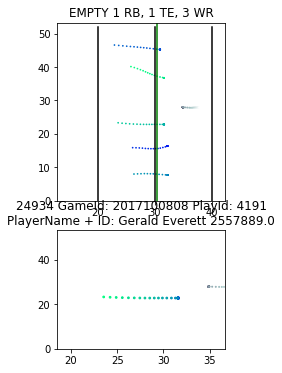 EMPTY 1 RB, 1 TE, 3 WR
50
40
30
20
10
0
20 30 40
24934 GameId: 2017100808 PlayId: 4191
PlayerName + ID: Gerald Everett 2557889.0
40
20
0
20 25 30 35